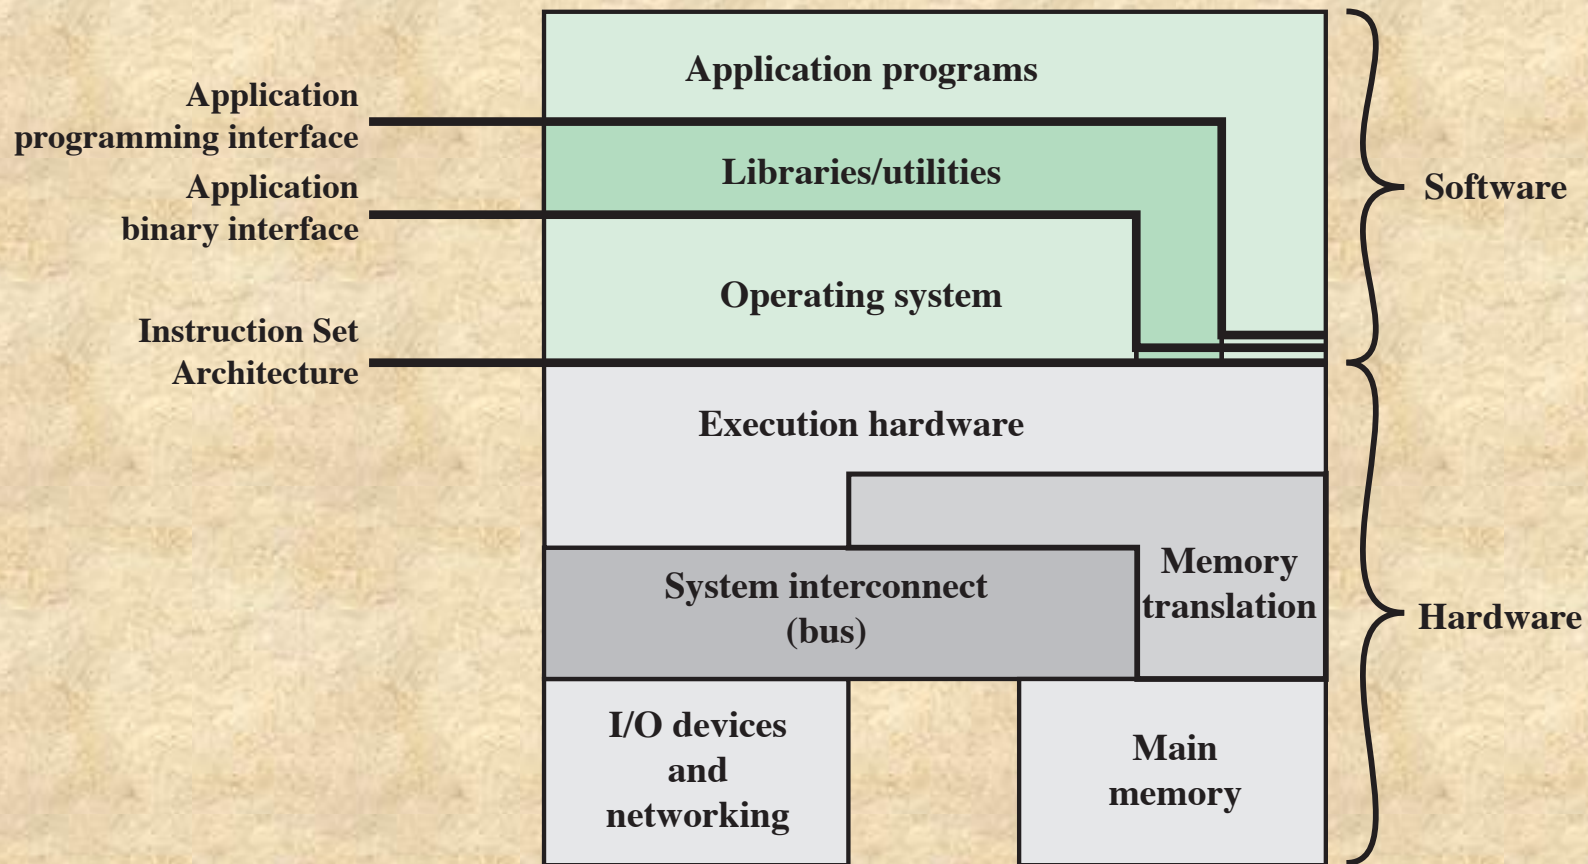 Application programs
Application
programming interface
Libraries/utilities
Application
binary interface
Software
Operating system
Instruction Set
Architecture
Execution hardware
Memory
translation
System interconnect
(bus)
Hardware
I/O devices
and
networking
Main
memory